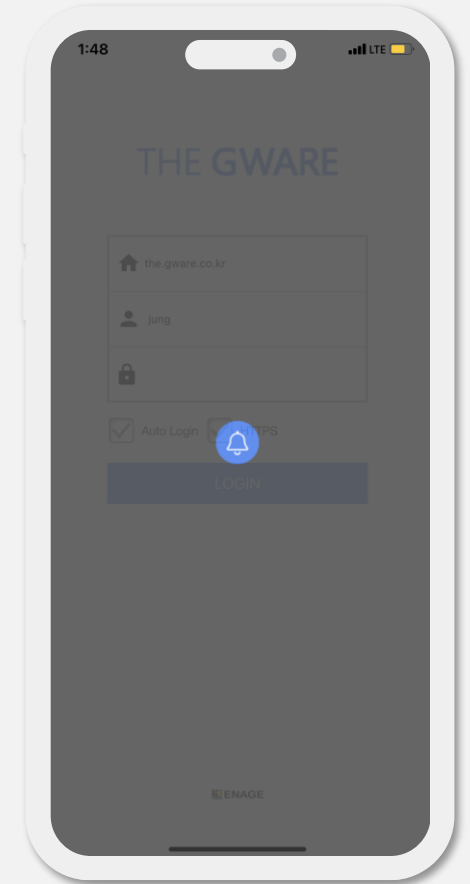 1:48
LTE
THE GWARE
the.gware.co.kr
jung
Auto Login
HTTPS
LOGIN
ENAGE